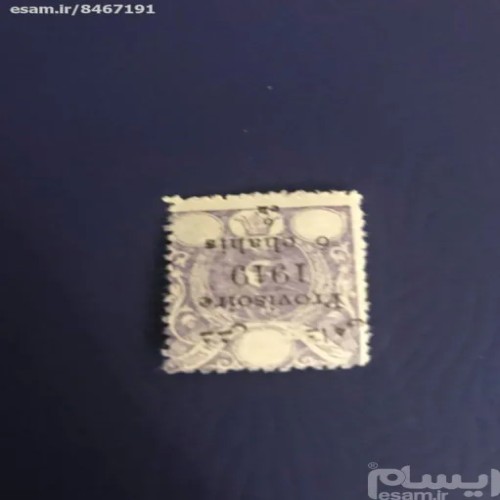 esam.ir/8467191
Provisoire
1919
6 chahis
ایسام®
esam.ir